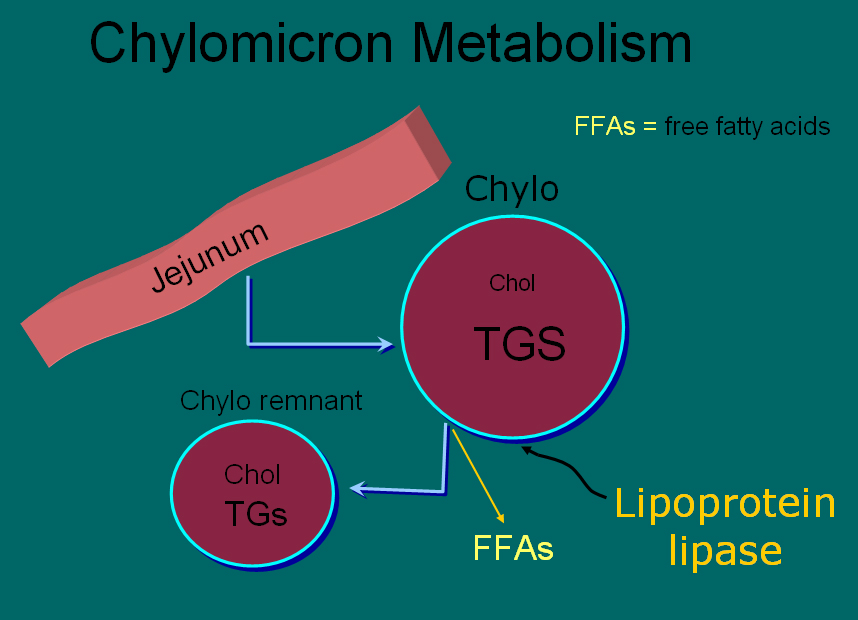 Chylomicron Metabolism
FFAs = free fatty acids
Jejunum
Chylo
Chol
TGS
Chylo remnant
Chol
TGs
FFAs
Lipoprotein
lipase